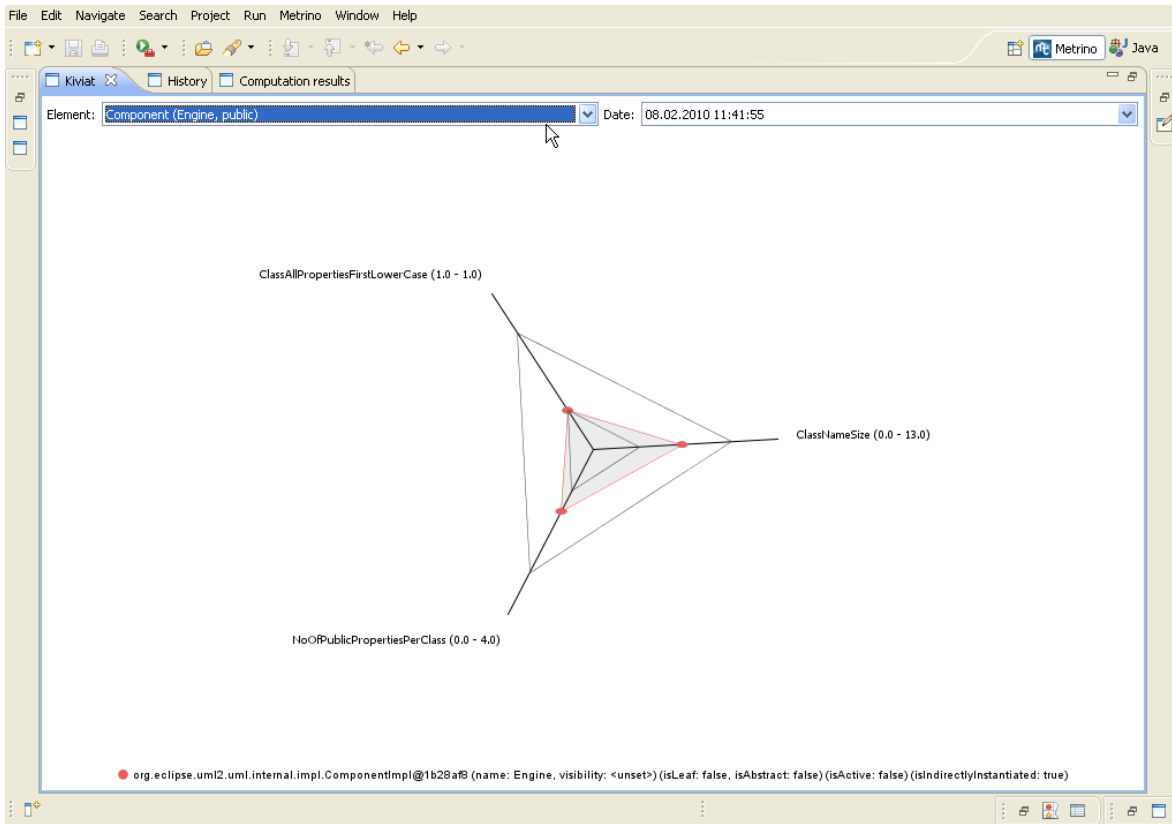 File Edit Navigate Search Project Run Metrino Window Help
Metrino Java
Kiviat History Computation results
Element: Component (Engine, public) Date: 08.02.2010 11:41:55
ClassAllPropertiesFirstLowerCase (1.0 - 1.0)
ClassNameSize (0.0 - 13.0)
NoOfPublicPropertiesPerClass (0.0 - 4.0)
org.eclipse.uml2.uml.internal.impl.ComponentImpl@1b28af8 (name: Engine, visibility: <unset>) (isLeaf: false, isAbstract: false) (isActive: false) (isIndirectlyInstantiated: true)